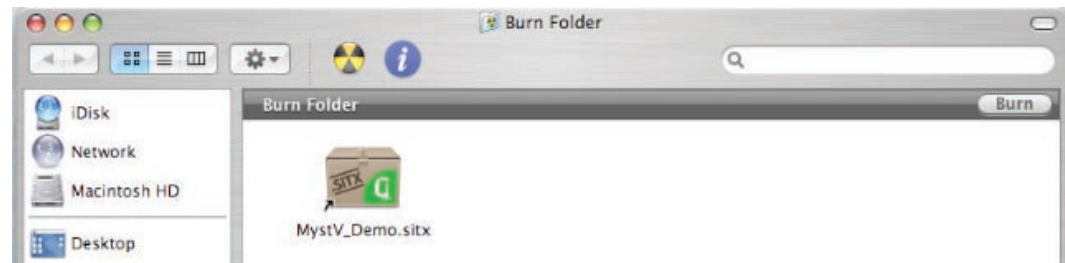 Burn Folder
iDisk
Network
Macintosh HD
Desktop
Burn Folder
Burn
SITX
MystV_Demo.sitx